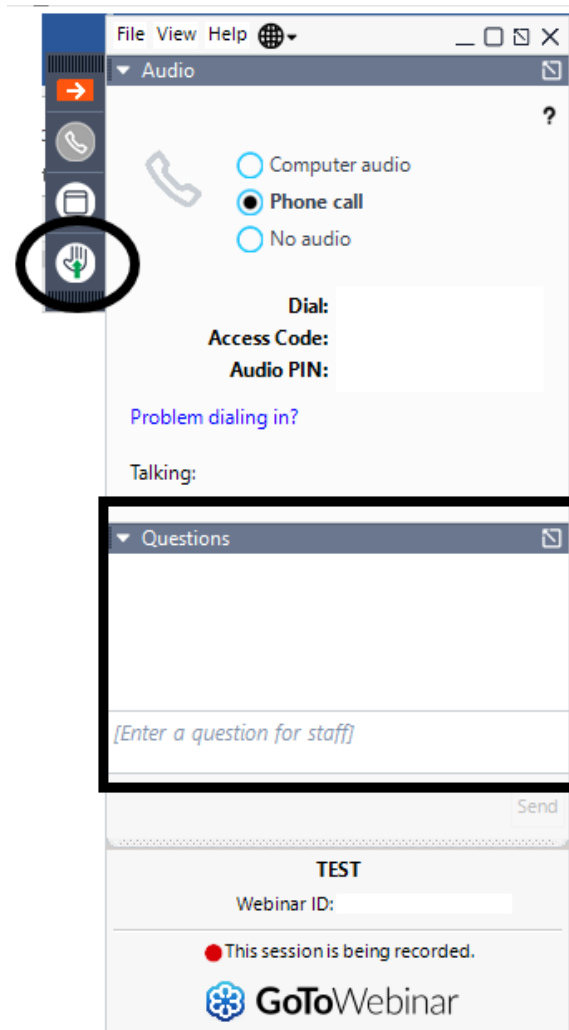 File View Help
Audio
?
Computer audio
Phone call
No audio
Dial:
Access Code:
Audio PIN:
Problem dialing in?
Talking:
Questions
[Enter a question for staff]
Send
TEST
Webinar ID:
This session is being recorded.
GoToWebinar